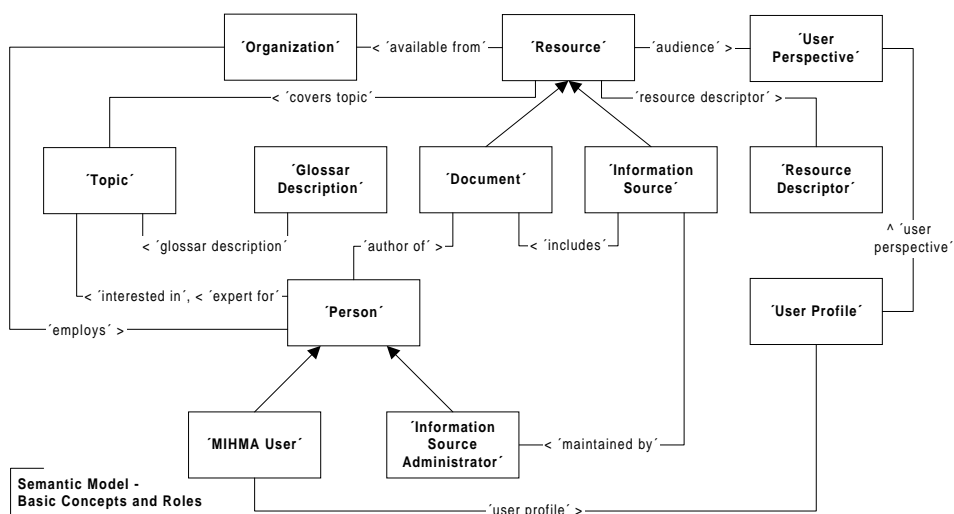 ´Organization´
< ´available from´
´Resource´
´audience´ >
´User
Perspective´
< ´covers topic´
´resource descriptor´ >
´Topic´
´Glossar
Description´
´Document´
´Information
Source´
´Resource
Descriptor´
< ´glossar description´
´author of´ >
< ´includes´
^ ´user
perspective´
< ´interested in´, < ´expert for´
´Person´
´User Profile´
´employs´ >
´MIHMA User´
´Information
Source
Administrator´
< ´maintained by´
Semantic Model -
Basic Concepts and Roles
´user profile´ >